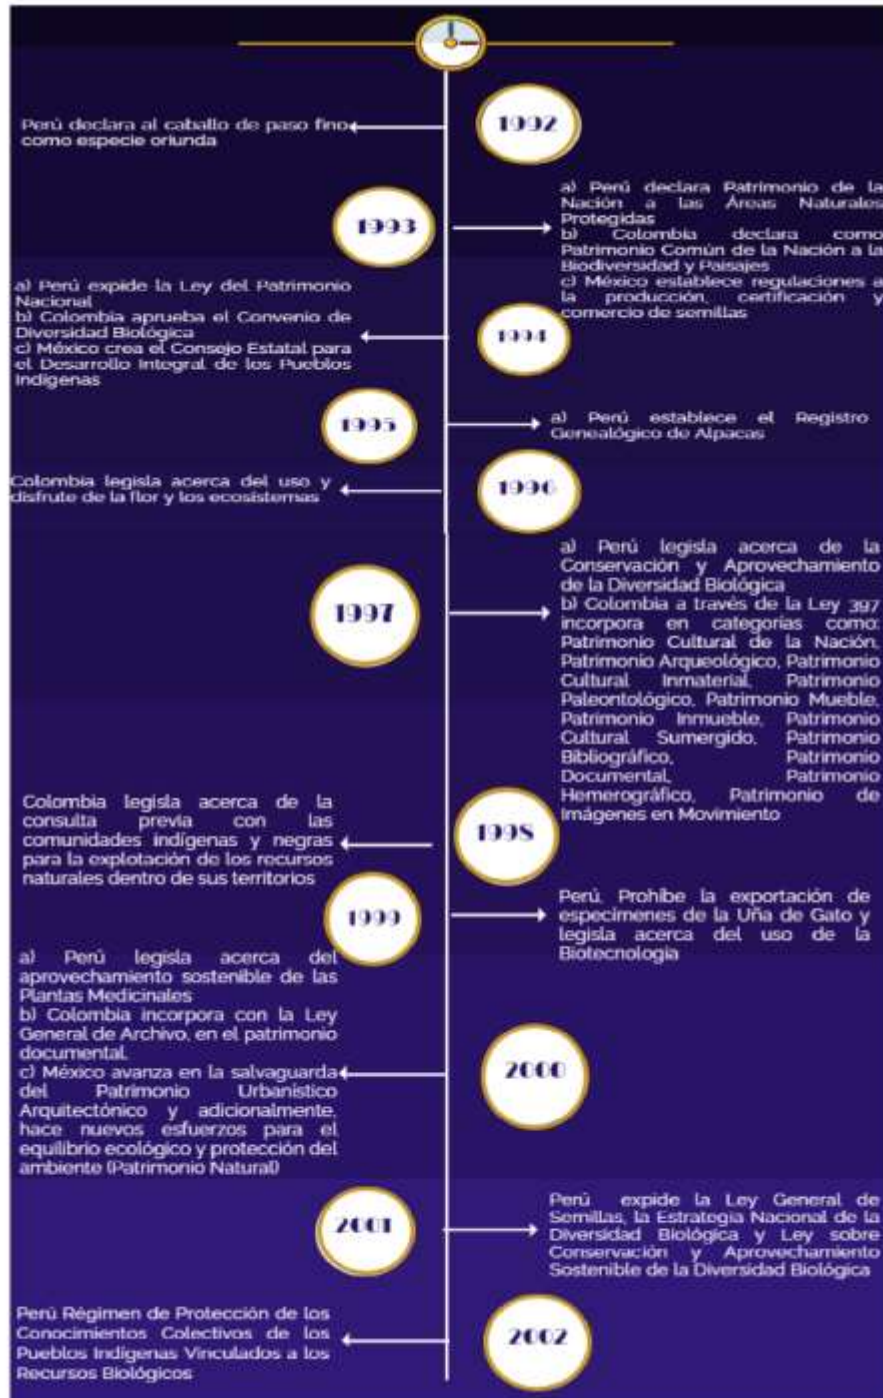 1992
Perú declara al caballo de paso fino
como especie oriunda
1993
a) Perú declara Patrimonio de la
Nación a las Áreas Naturales
Protegidas
b) Colombia declara como
Patrimonio Común de la Nación a la
Biodiversidad y Paisajes
c) México establece regulaciones a
la producción, certificación y
comercio de semillas
1994
a) Perú expide la Ley del Patrimonio
Nacional
b) Colombia aprueba el Convenio de
Diversidad Biológica
c) México crea el Consejo Estatal para
el Desarrollo Integral de los Pueblos
Indígenas
1995
a) Perú establece el Registro
Genealógico de Alpacas
1996
Colombia legisla acerca del uso y
disfrute de la flor y los ecosistemas
1997
a) Perú legisla acerca de la
Conservación y Aprovechamiento
de la Diversidad Biológica
b) Colombia a través de la Ley 397
incorpora en categorías como:
Patrimonio Cultural de la Nación,
Patrimonio Arqueológico, Patrimonio
Cultural Inmaterial, Patrimonio
Paleontológico, Patrimonio Mueble,
Patrimonio Inmueble, Patrimonio
Cultural Sumergido, Patrimonio
Bibliográfico, Patrimonio
Documental, Patrimonio
Hemerográfico, Patrimonio de
Imágenes en Movimiento
1998
Colombia legisla acerca de la
consulta previa con las
comunidades indígenas y negras
para la explotación de los recursos
naturales dentro de sus territorios
1999
Perú, Prohíbe la exportación de
especímenes de la Uña de Gato y
legisla acerca del uso de la
Biotecnología
2000
a) Perú legisla acerca del
aprovechamiento sostenible de las
Plantas Medicinales
b) Colombia incorpora con la Ley
General de Archivo, en el patrimonio
documental.
c) México avanza en la salvaguarda
del Patrimonio Urbanístico
Arquitectónico y adicionalmente,
hace nuevos esfuerzos para el
equilibrio ecológico y protección del
ambiente (Patrimonio Natural)
2001
Perú expide la Ley General de
Semillas, la Estrategia Nacional de la
Diversidad Biológica y Ley sobre
Conservación y Aprovechamiento
Sostenible de la Diversidad Biológica
2002
Perú Régimen de Protección de los
Conocimientos Colectivos de los
Pueblos Indígenas Vinculados a los
Recursos Biológicos